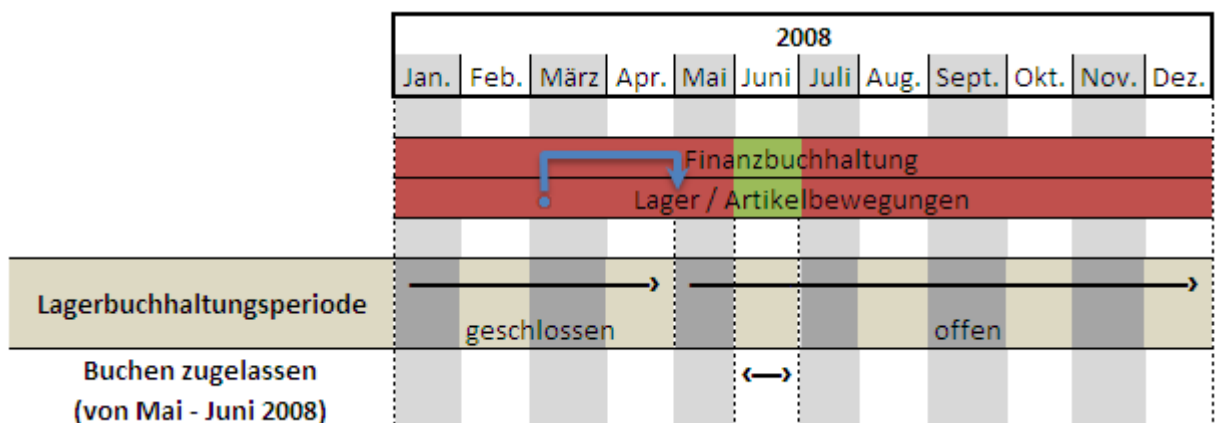 2008
Jan. Feb. März Apr. Mai Juni Juli Aug. Sept. Okt. Nov. Dez.
Finanzbuchhaltung
Lager / Artikelbewegungen
Lagerbuchhaltungsperiode
geschlossen offen
Buchen zugelassen
(von Mai - Juni 2008)